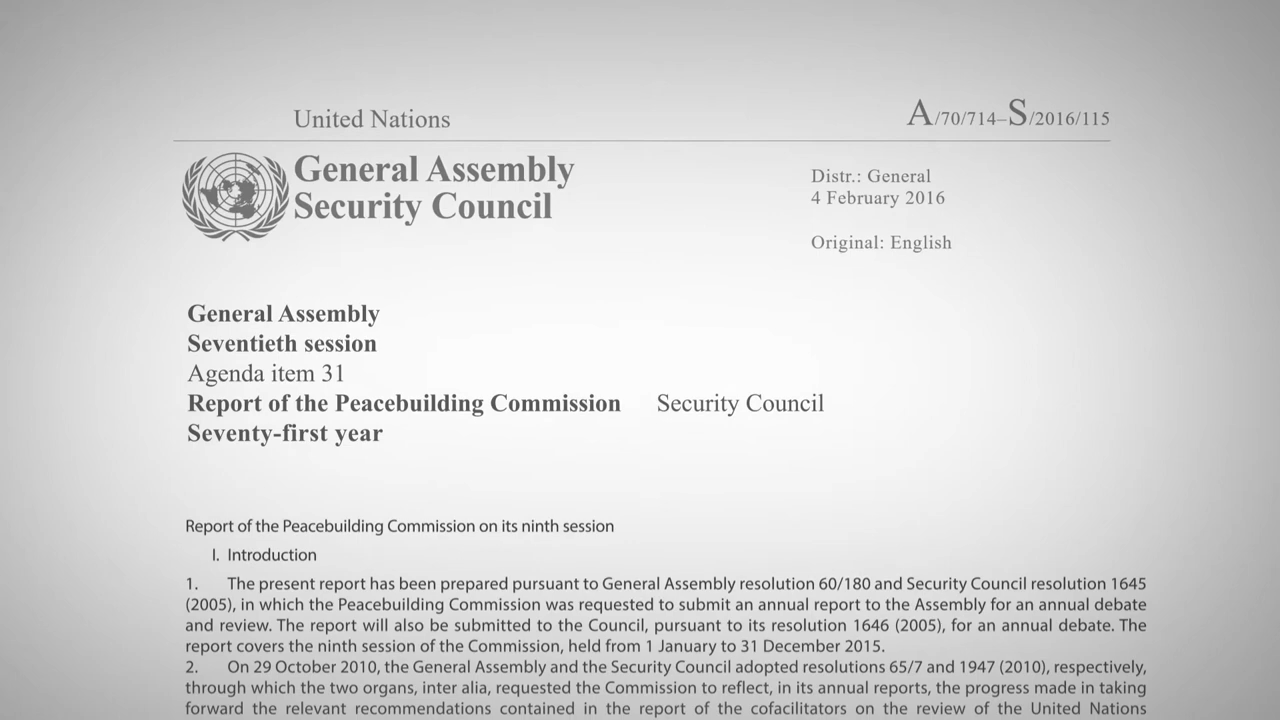 United Nations
A/70/714–S/2016/115
General Assembly
Security Council
Distr.: General
4 February 2016
Original: English
General Assembly
Seventieth session
Agenda item 31
Report of the Peacebuilding Commission Security Council
Seventy-first year
Report of the Peacebuilding Commission on its ninth session
I. Introduction
1. The present report has been prepared pursuant to General Assembly resolution 60/180 and Security Council resolution 1645
(2005), in which the Peacebuilding Commission was requested to submit an annual report to the Assembly for an annual debate
and review. The report will also be submitted to the Council, pursuant to its resolution 1646 (2005), for an annual debate. The
report covers the ninth session of the Commission, held from 1 January to 31 December 2015.
2. On 29 October 2010, the General Assembly and the Security Council adopted resolutions 65/7 and 1947 (2010), respectively,
through which the two organs, inter alia, requested the Commission to reflect, in its annual reports, the progress made in taking
forward the relevant recommendations contained in the report of the cofacilitators on the review of the United Nations